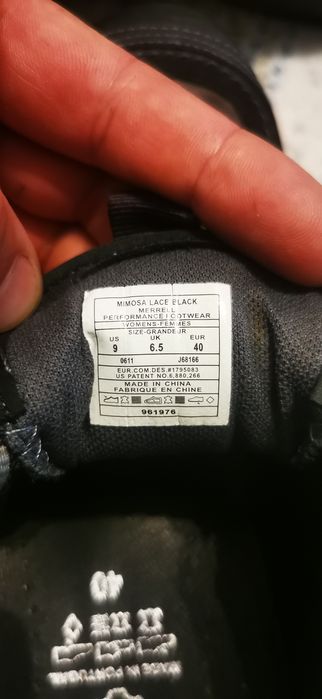 MIMOSA LACE BLACK
MERRELL
PERFORMANCE FOOTWEAR
WOMENS-FEMMES
SIZE-GRANDEUR
US UK EUR
9 6.5 40
0611 J68166
EUR.COM.DES.#1795083
US PATENT NO.6,880,266
MADE IN CHINA
FABRIQUE EN CHINE
961976
40